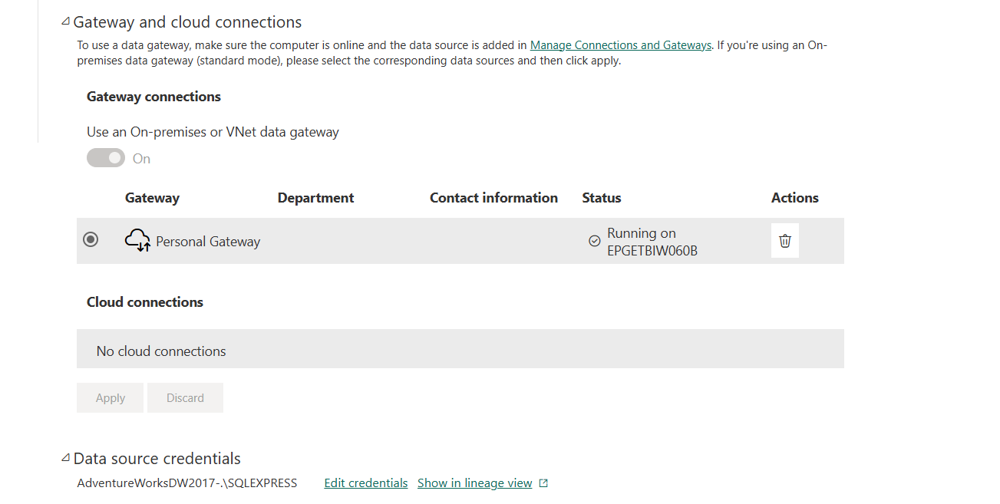 Gateway and cloud connections
To use a data gateway, make sure the computer is online and the data source is added in Manage Connections and Gateways. If you're using an On-
premises data gateway (standard mode), please select the corresponding data sources and then click apply.
Gateway connections
Use an On-premises or VNet data gateway
On
Gateway Department Contact information Status Actions
Personal Gateway Running on
EPGETBIW060B
Cloud connections
No cloud connections
Apply Discard
Data source credentials
AdventureWorksDW2017-.\SQLEXPRESS Edit credentials Show in lineage view